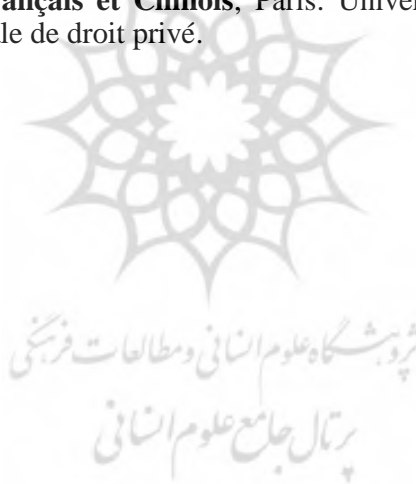 ançais et Chinois, Paris: Univer
le de droit privé.
پژوهشگاه علوم انسانی و مطالعات فرهنگی
پرتال جامع علوم انسانی